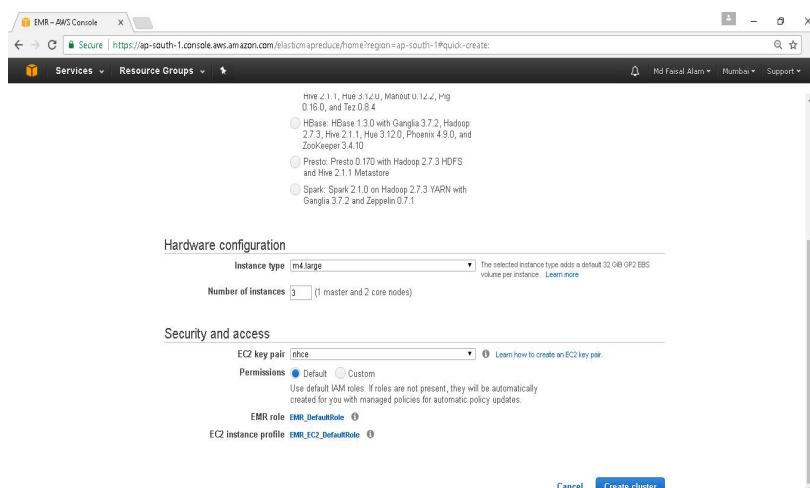 EMR – AWS Console
Secure | https://ap-south-1.console.aws.amazon.com/elasticmapreduce/home?region=ap-south-1#quick-create:
Services Resource Groups Md Faisal Alam Mumbai Support
Hive 2.1.1, Hue 3.12.0, Mahout 0.12.2, Pig
0.16.0, and Tez 0.8.4
HBase: HBase 1.3.0 with Ganglia 3.7.2, Hadoop
2.7.3, Hive 2.1.1, Hue 3.12.0, Phoenix 4.9.0, and
ZooKeeper 3.4.10
Presto: Presto 0.170 with Hadoop 2.7.3 HDFS
and Hive 2.1.1 Metastore
Spark: Spark 2.1.0 on Hadoop 2.7.3 YARN with
Ganglia 3.7.2 and Zeppelin 0.7.1
Hardware configuration
Instance type m4.large The selected instance type adds a default 32 GiB GP2 EBS
volume per instance. Learn more
Number of instances 3 (1 master and 2 core nodes)
Security and access
EC2 key pair nhce Learn how to create an EC2 key pair.
Permissions Default Custom
Use default IAM roles. If roles are not present, they will be automatically
created for you with managed policies for automatic policy updates.
EMR role EMR_DefaultRole
EC2 instance profile EMR_EC2_DefaultRole
Cancel Create cluster